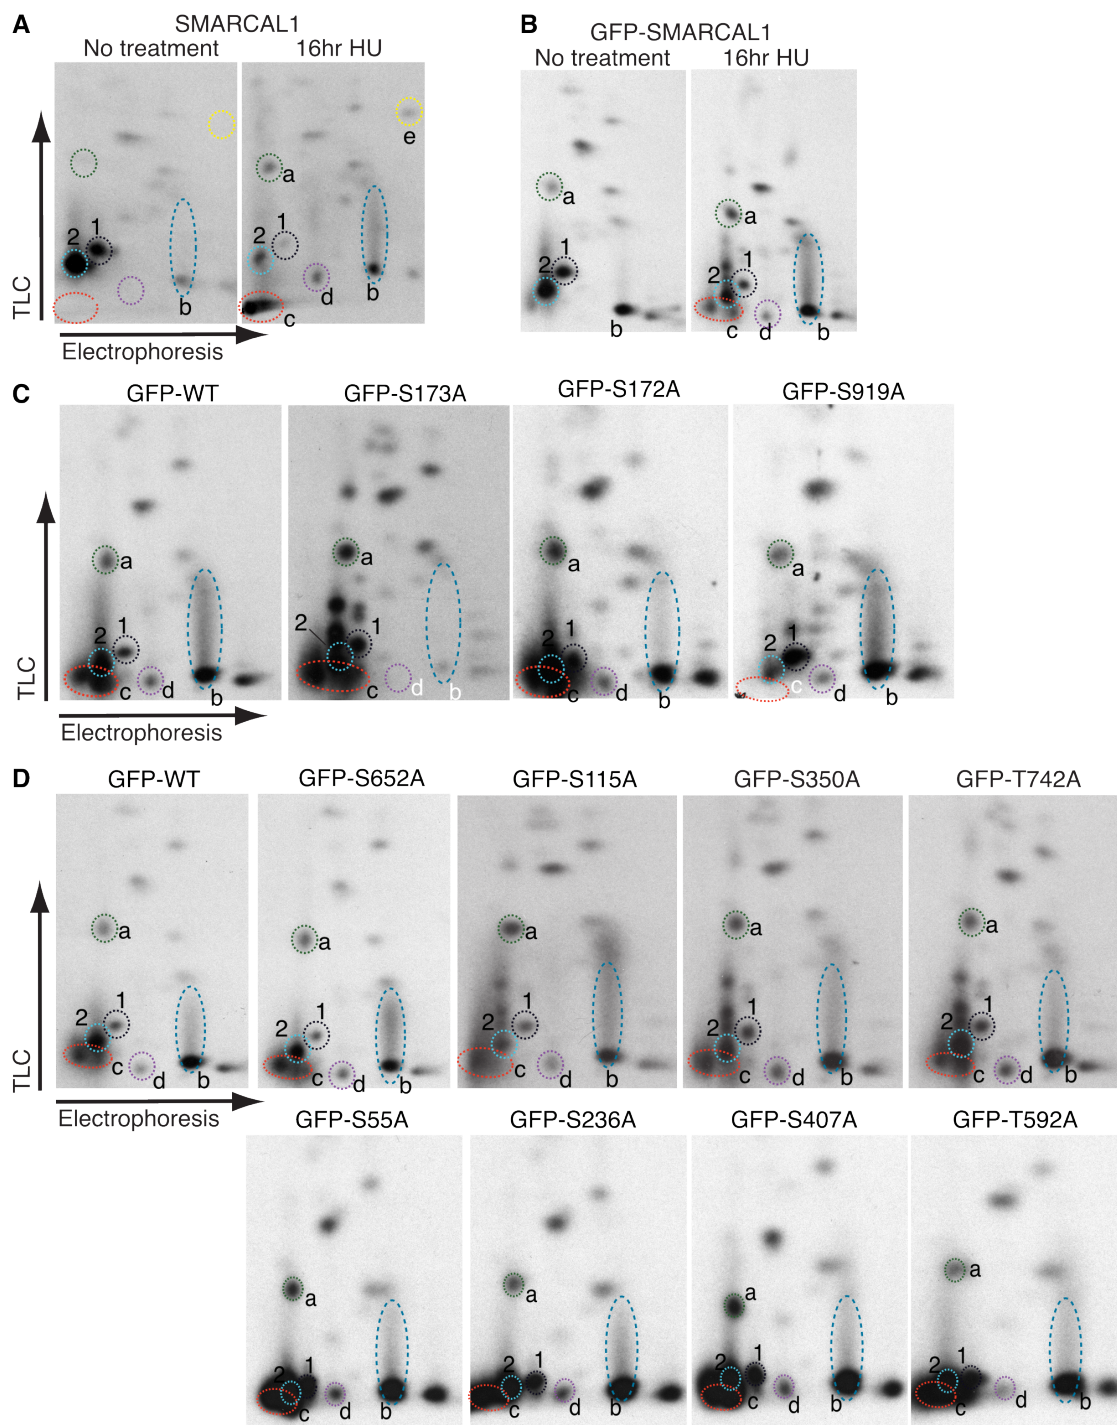 A
SMARCAL1
No treatment
16hr HU
e
a
2
1
1
2
d
b
b
c
TLC
Electrophoresis
B
GFP-SMARCAL1
No treatment
16hr HU
a
a
2
1
2
1
b
c
d
b
C
GFP-WT
GFP-S173A
GFP-S172A
GFP-S919A
a
a
a
a
2
1
2
1
2
1
2
1
c
d
b
c
d
b
c
d
b
c
d
b
TLC
Electrophoresis
D
GFP-WT
GFP-S652A
GFP-S115A
GFP-S350A
GFP-T742A
a
a
a
a
a
2
1
2
1
2
1
2
1
2
1
c
d
b
c
d
b
c
d
b
c
d
b
c
d
b
TLC
Electrophoresis
GFP-S55A
GFP-S236A
GFP-S407A
GFP-T592A
a
a
a
a
2
1
2
1
2
1
2
1
c
d
b
c
d
b
c
d
b
c
d
b